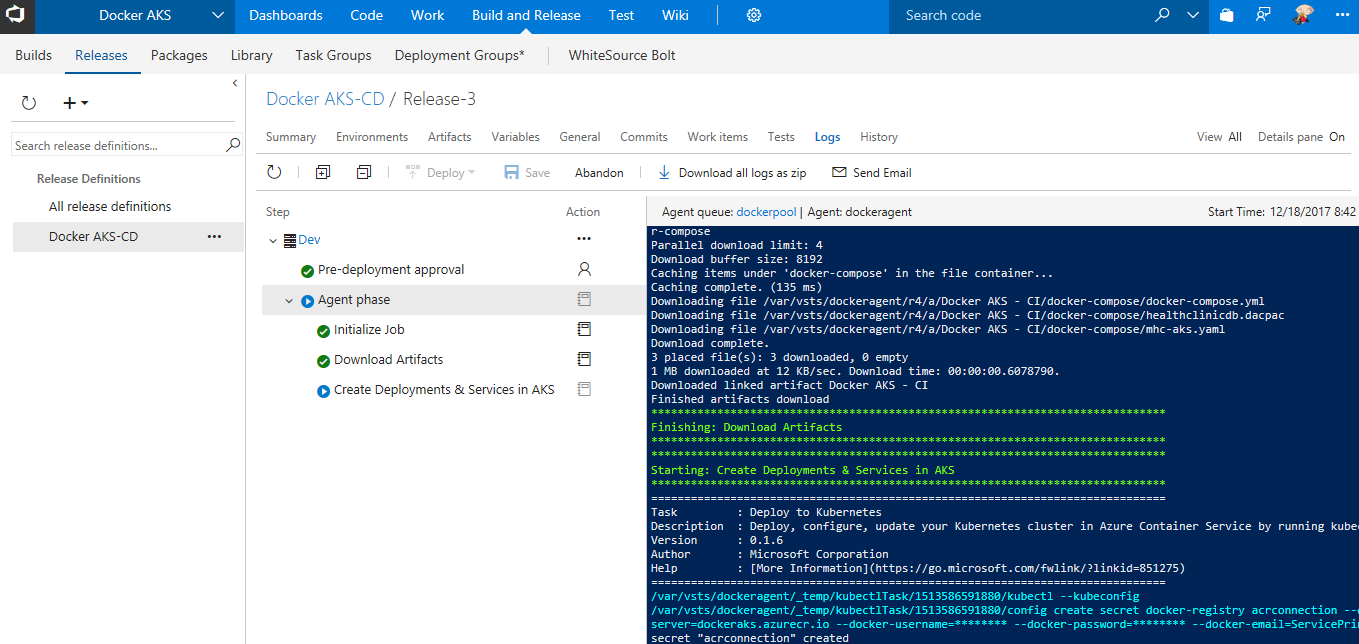 Docker AKS
Dashboards Code Work Build and Release Test Wiki
Search code
Builds Releases Packages Library Task Groups Deployment Groups* WhiteSource Bolt
Search release definitions...
Release Definitions
All release definitions
Docker AKS-CD
Docker AKS-CD / Release-3
Summary Environments Artifacts Variables General Commits Work items Tests Logs History View All Details pane On
Deploy Save Abandon Download all logs as zip Send Email
Step Action
Dev
Pre-deployment approval
Agent phase
Initialize Job
Download Artifacts
Create Deployments & Services in AKS
Agent queue: dockerpool | Agent: dockeragent Start Time: 12/18/2017 8:42
r-compose
Parallel download limit: 4
Download buffer size: 8192
Caching items under 'docker-compose' in the file container...
Caching complete. (135 ms)
Downloading file /var/vsts/dockeragent/r4/a/Docker AKS - CI/docker-compose/docker-compose.yml
Downloading file /var/vsts/dockeragent/r4/a/Docker AKS - CI/docker-compose/healthclinicdb.dacpac
Downloading file /var/vsts/dockeragent/r4/a/Docker AKS - CI/docker-compose/mhc-aks.yaml
Download complete.
3 placed file(s): 3 downloaded, 0 empty
1 MB downloaded at 12 KB/sec. Download time: 00:00:00.6078790.
Downloaded linked artifact Docker AKS - CI
Finished artifacts download
******************************************************************************
Finishing: Download Artifacts
******************************************************************************
******************************************************************************
Starting: Create Deployments & Services in AKS
******************************************************************************
==============================================================================
Task : Deploy to Kubernetes
Description : Deploy, configure, update your Kubernetes cluster in Azure Container Service by running kube
Version : 0.1.6
Author : Microsoft Corporation
Help : [More Information](https://go.microsoft.com/fwlink/?linkid=851275)
==============================================================================
/var/vsts/dockeragent/_temp/kubectlTask/1513586591880/kubectl --kubeconfig
/var/vsts/dockeragent/_temp/kubectlTask/1513586591880/config create secret docker-registry acrconnection --
server=dockeraks.azurecr.io --docker-username=******** --docker-password=******** --docker-email=ServicePri
secret "acrconnection" created